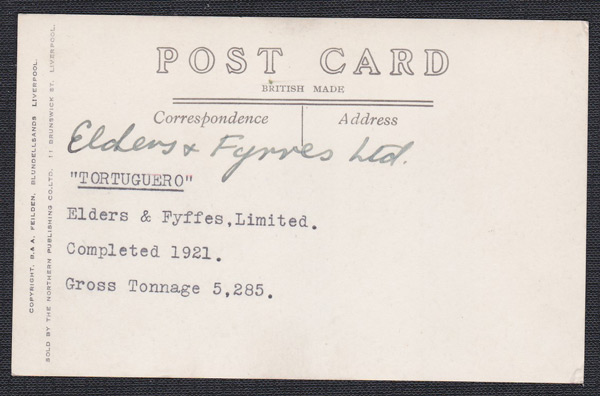 POST CARD
BRITISH MADE
Correspondence
Address
Elders & Fyffes Ltd.
"TORTUGUERO"
Elders & Fyffes,Limited.
Completed 1921.
Gross Tonnage 5,285.
COPYRIGHT. B.& A. FEILDEN, BLUNDELLSANDS LIVERPOOL.
SOLD BY THE NORTHERN PUBLISHING CO.LTD. 11 BRUNSWICK ST. LIVERPOOL.